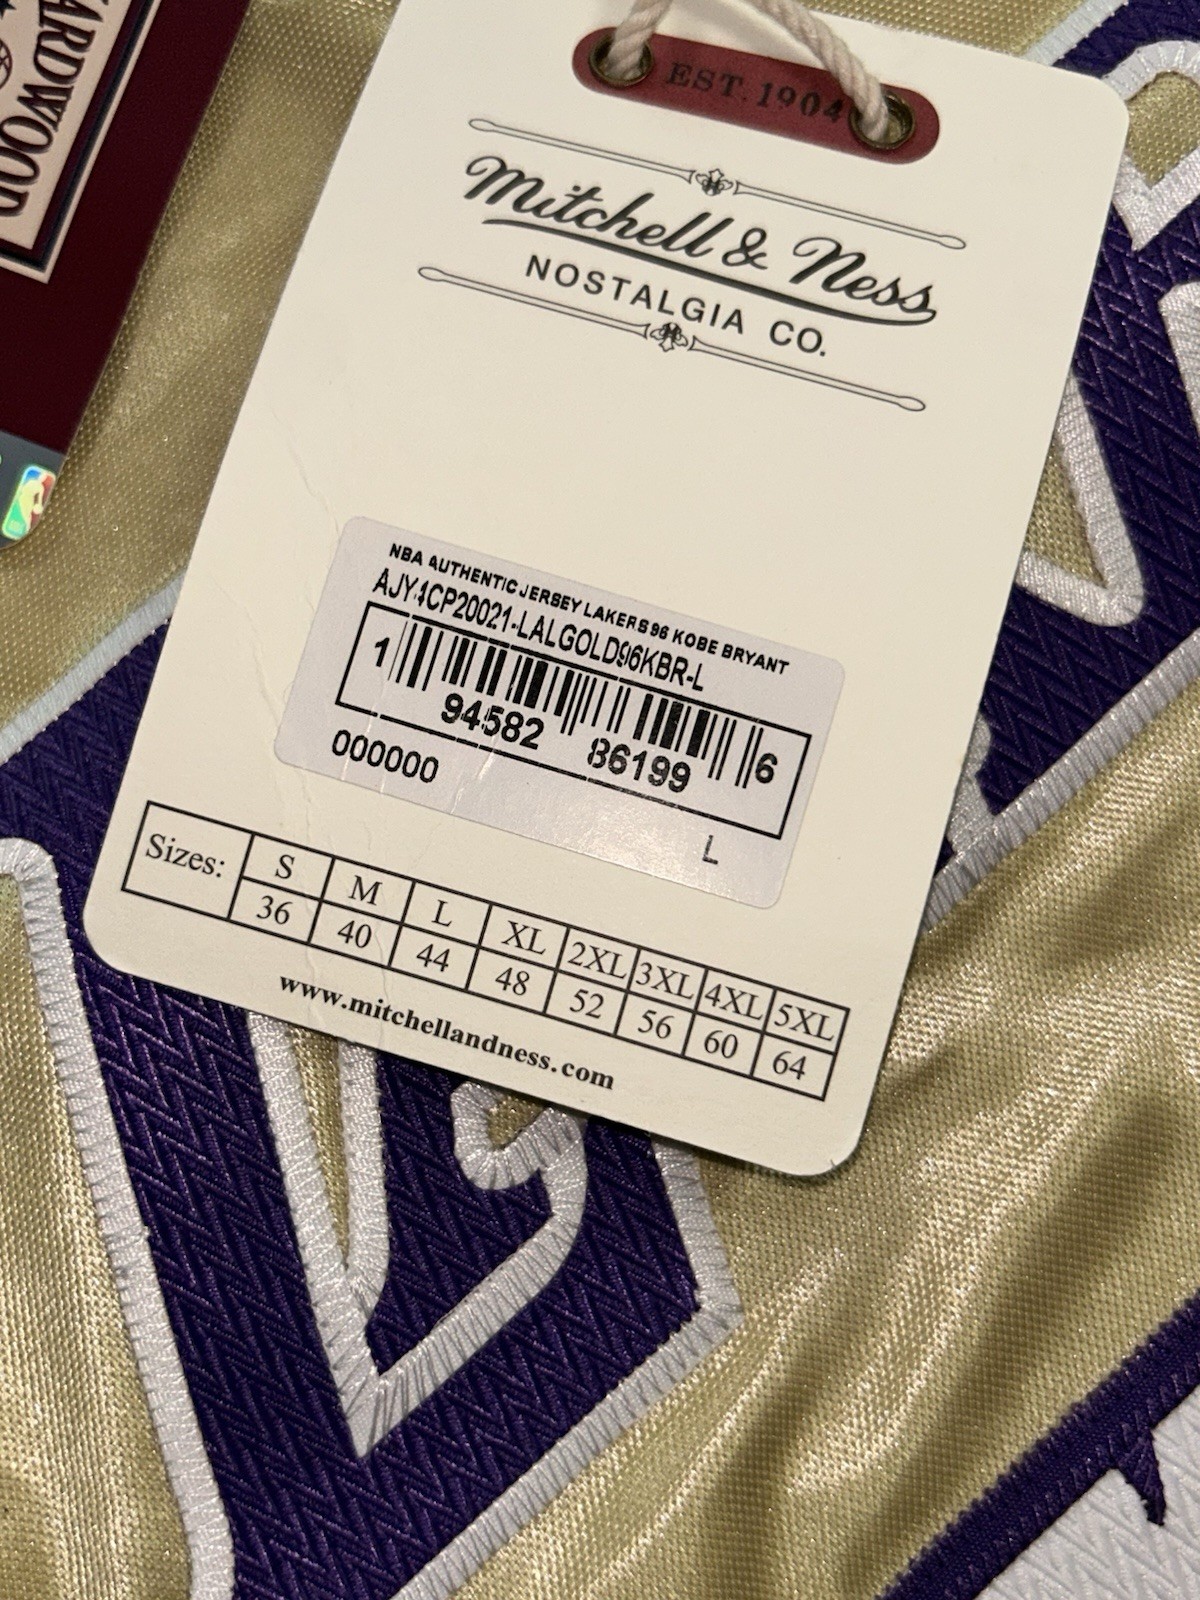 HARDWOOD
EST. 1904
Mitchell & Ness
NOSTALGIA CO.
NBA AUTHENTIC JERSEY LAKERS 96 KOBE BRYANT
AJY4CP20021-LALGOLD96KBR-L
1 94582 86199 6
000000
L
Sizes: S M L XL 2XL 3XL 4XL 5XL
36 40 44 48 52 56 60 64
www.mitchellandness.com